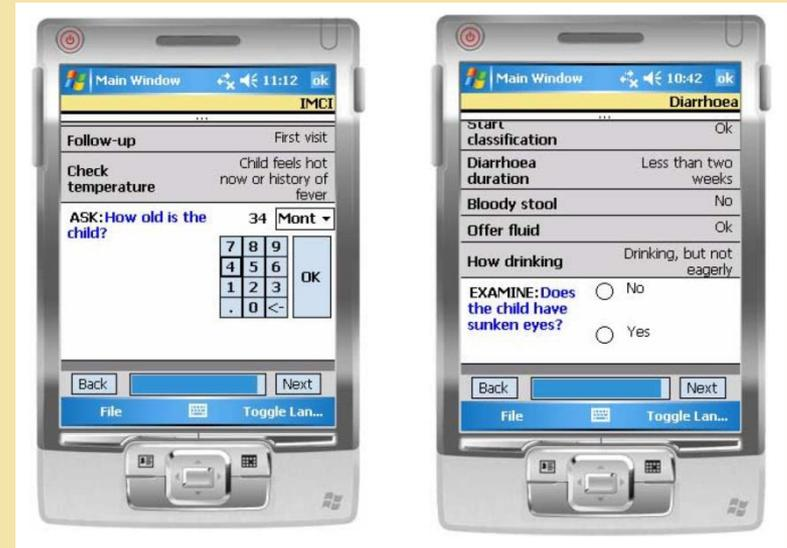 Main Window 11:12 ok
IMCI
...
Follow-up First visit
Check temperature Child feels hot now or history of fever
ASK:How old is the child? 34 Mont
7 8 9
4 5 6
1 2 3
. 0 <-
OK
Back Next
File Toggle Lan...
Main Window 10:42 ok
Diarrhoea
...
Start classification Ok
Diarrhoea duration Less than two weeks
Bloody stool No
Offer fluid Ok
How drinking Drinking, but not eagerly
EXAMINE:Does the child have sunken eyes?
No
Yes
Back Next
File Toggle Lan...